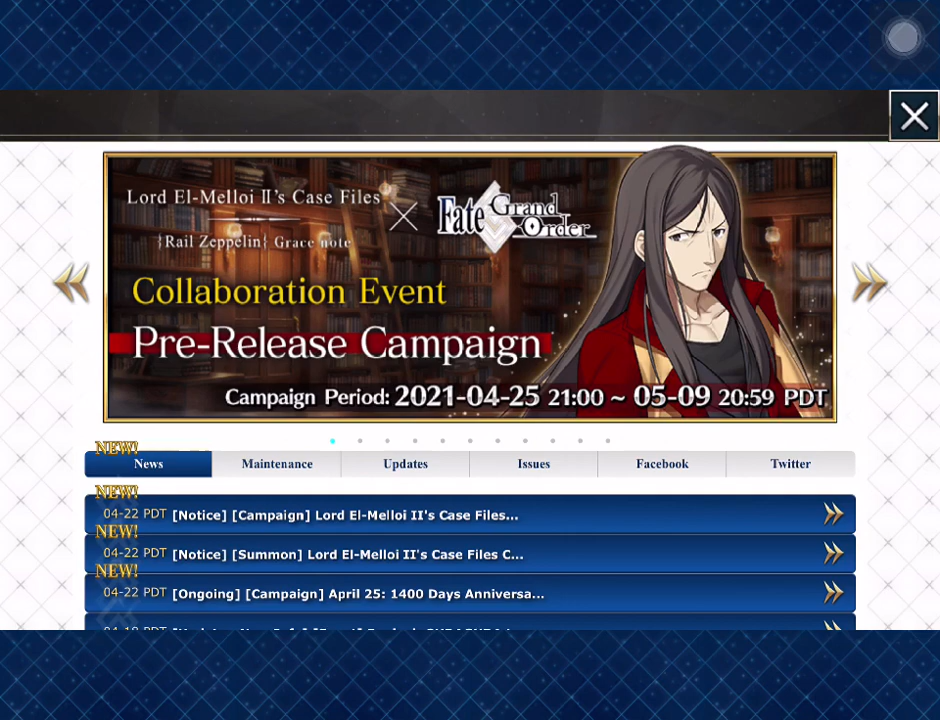 Lord El-Melloi Ⅱ's Case Files
{Rail Zeppelin} Grace note
Fate Grand Order
Collaboration Event
Pre-Release Campaign
Campaign Period: 2021-04-25 21:00 ~ 05-09 20:59 PDT
NEW!
News Maintenance Updates Issues Facebook Twitter
NEW!
04-22 PDT [Notice] [Campaign] Lord El-Melloi II's Case Files...
NEW!
04-22 PDT [Notice] [Summon] Lord El-Melloi II's Case Files C...
NEW!
04-22 PDT [Ongoing] [Campaign] April 25: 1400 Days Anniversa...